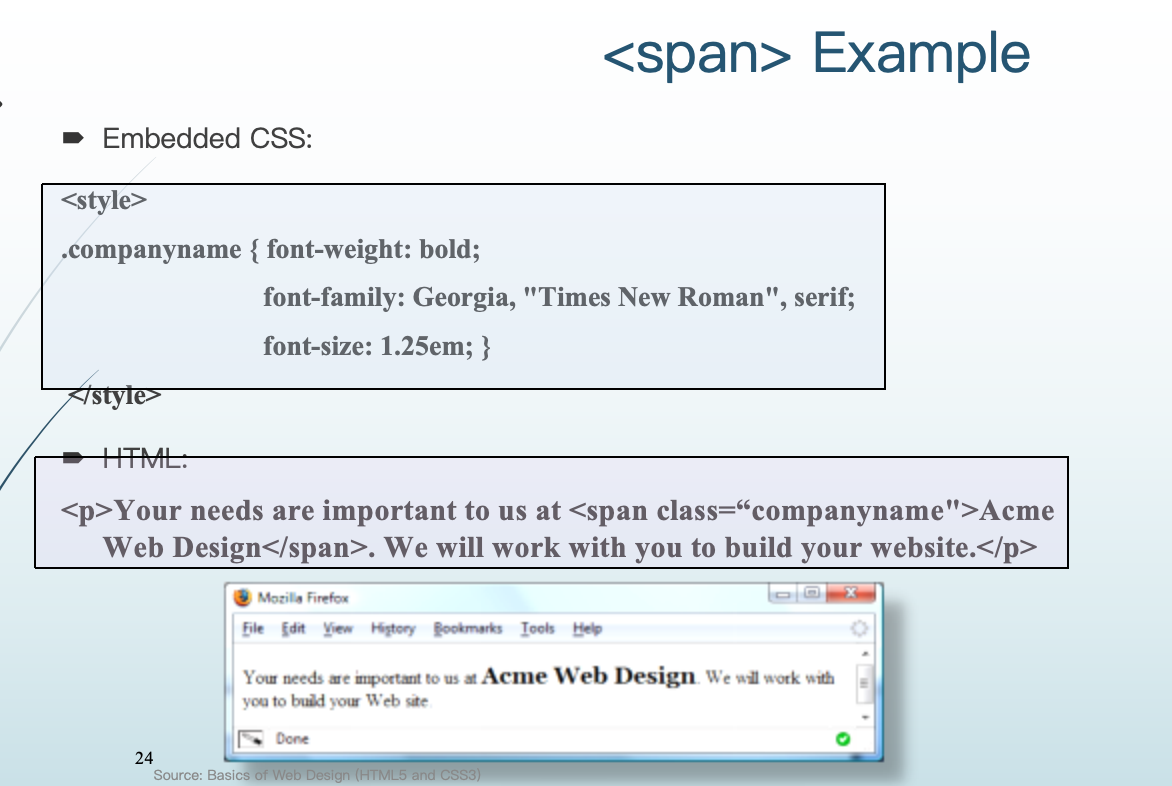 <span> Example
Embedded CSS:
<style>
.companyname { font-weight: bold;
font-family: Georgia, "Times New Roman", serif;
font-size: 1.25em; }
</style>
HTML:
<p>Your needs are important to us at <span class=“companyname">Acme
Web Design</span>. We will work with you to build your website.</p>
Mozilla Firefox
File Edit View History Bookmarks Tools Help
Your needs are important to us at Acme Web Design. We will work with
you to build your Web site.
Done
24
Source: Basics of Web Design (HTML5 and CSS3)